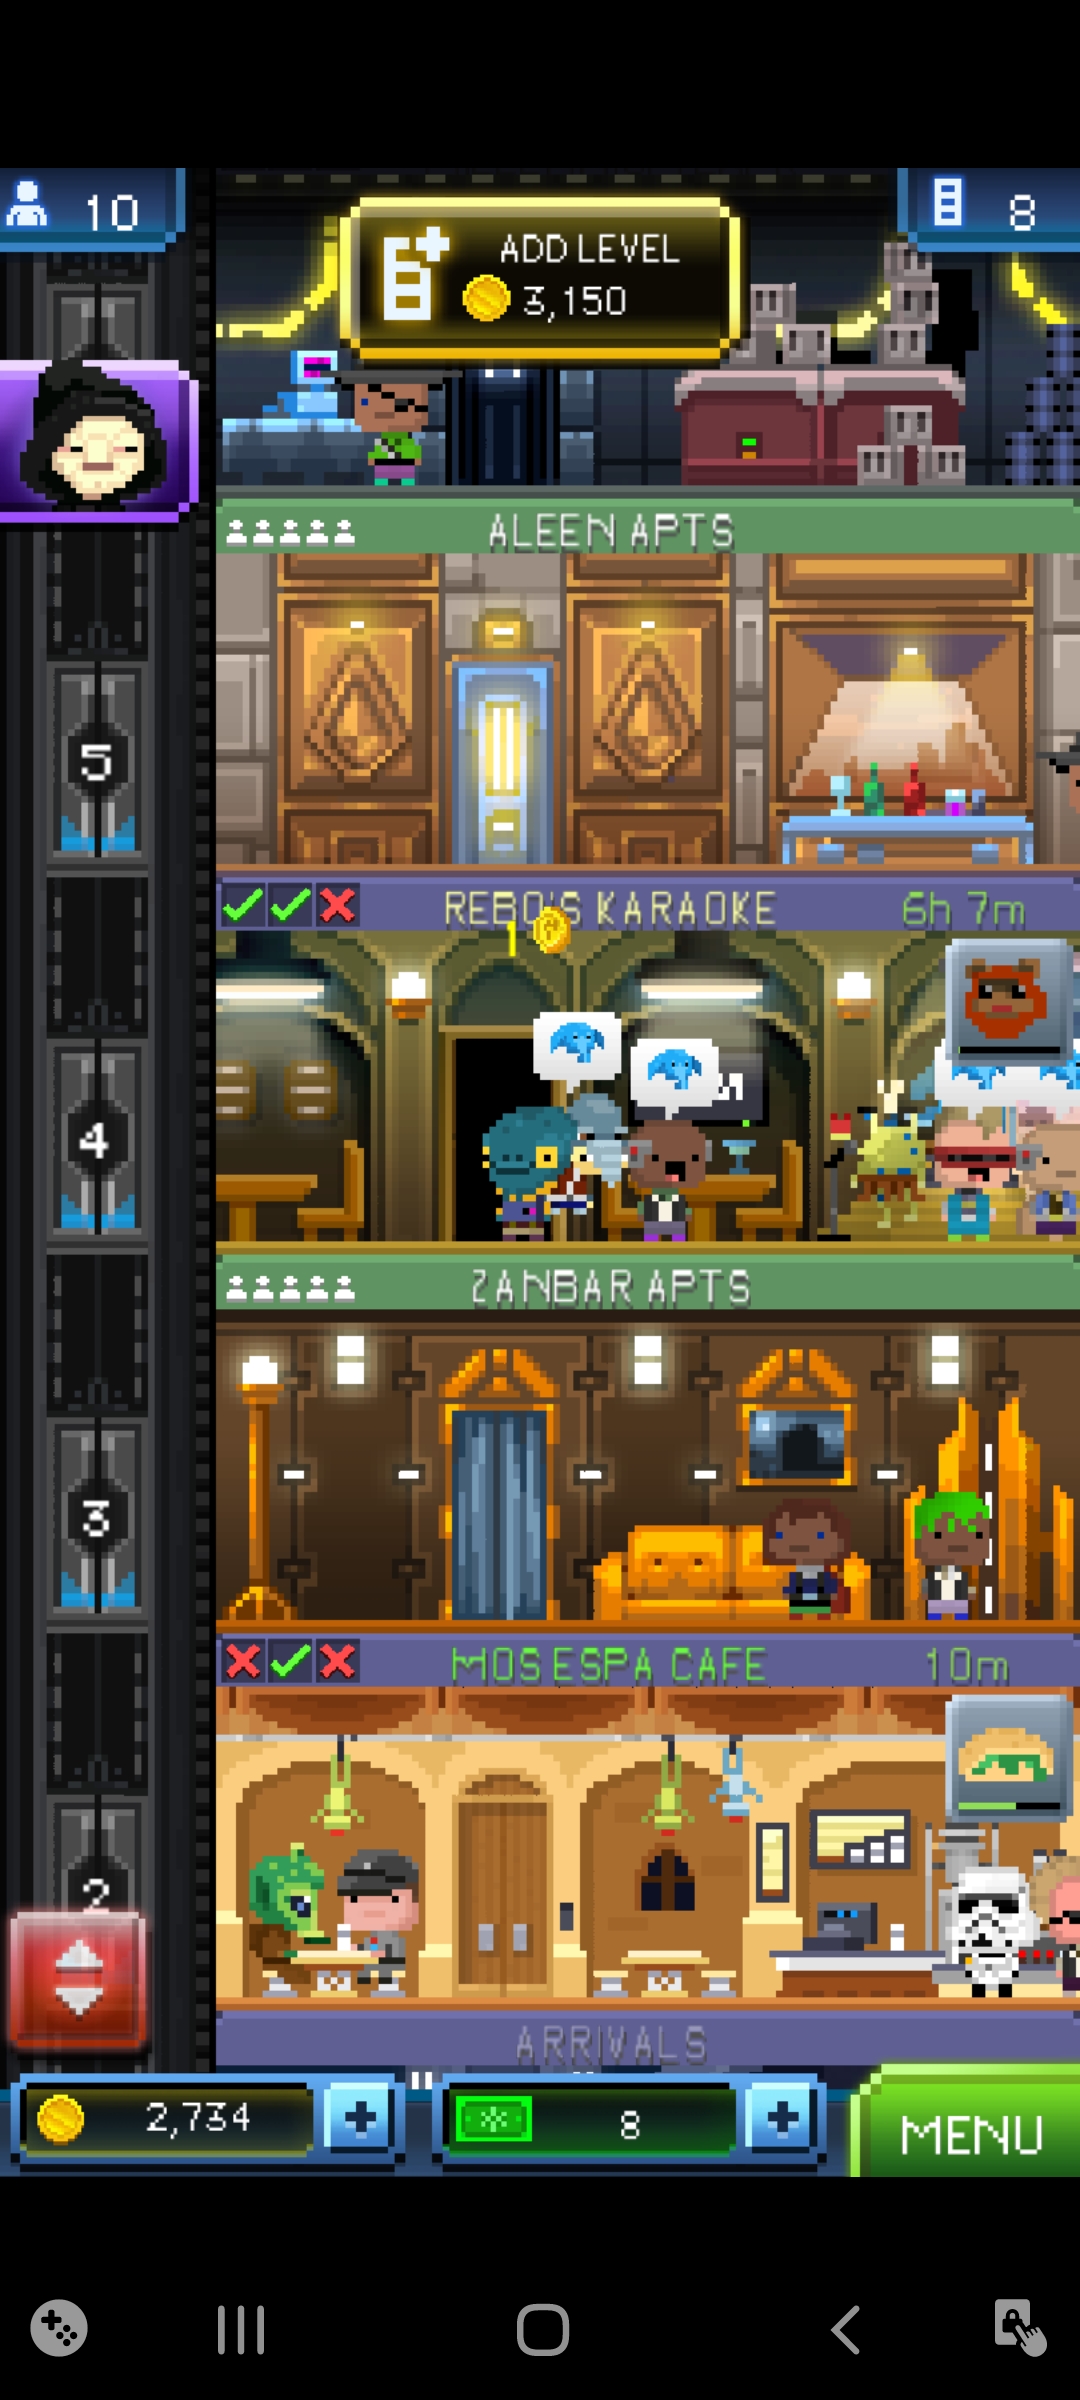 10
ADD LEVEL
3,150
8
ALEEN APTS
5
REBO'S KARAOKE 6h 7m
1
4
ZANBAR APTS
3
MOS ESPA CAFE 10m
2
ARRIVALS
2,734
8
MENU